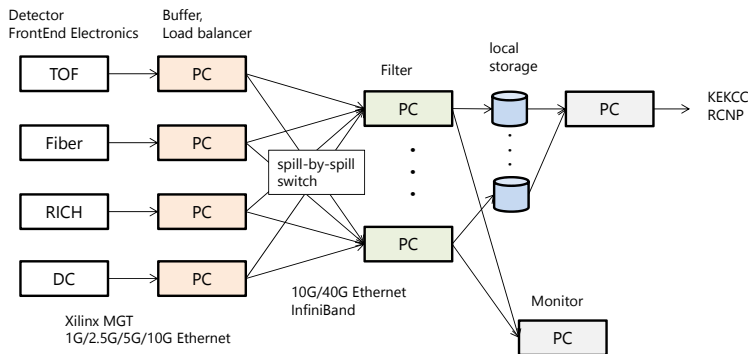 Detector
FrontEnd Electronics
Buffer,
Load balancer
TOF
PC
Fiber
PC
RICH
PC
DC
PC
spill-by-spill
switch
Filter
PC
PC
local
storage
PC
KEKCC
RCNP
Xilinx MGT
1G/2.5G/5G/10G Ethernet
10G/40G Ethernet
InfiniBand
Monitor
PC